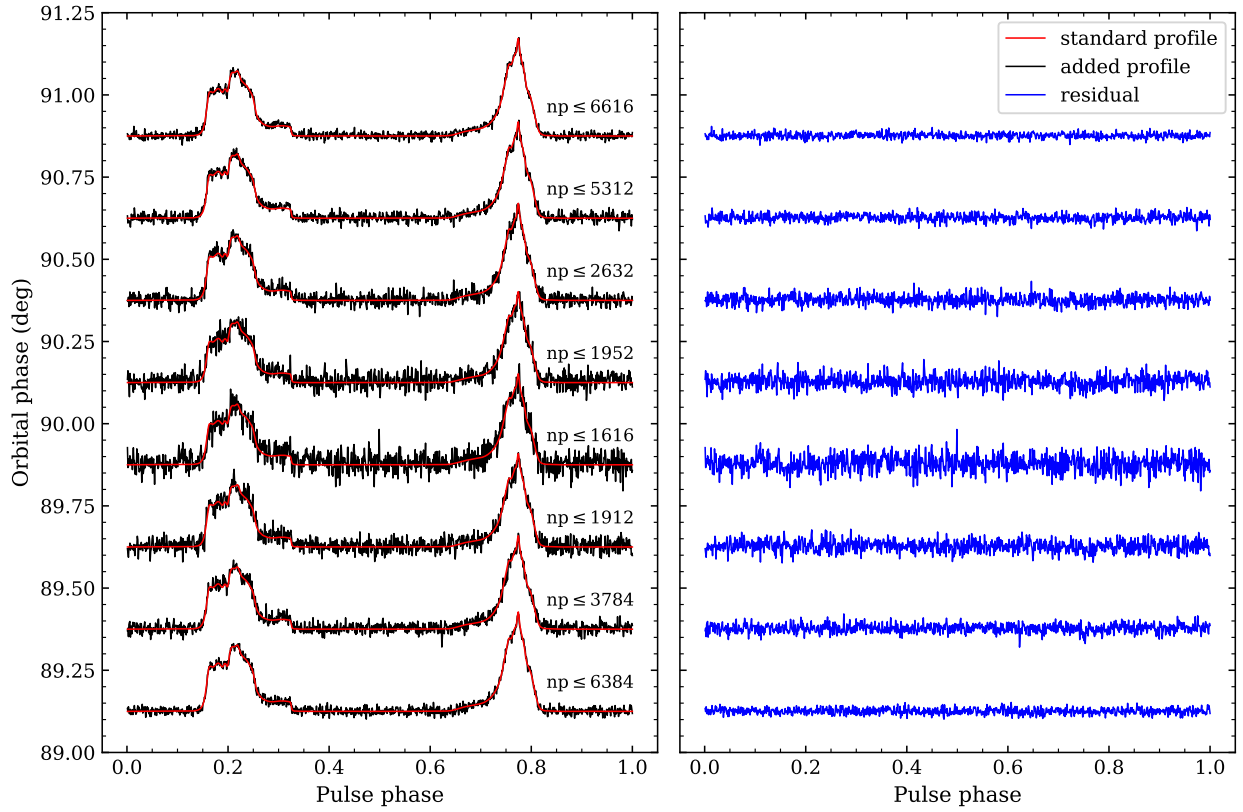 Orbital phase (deg)
91.25
91.00
90.75
90.50
90.25
90.00
89.75
89.50
89.25
89.00
np ≤ 6616
np ≤ 5312
np ≤ 2632
np ≤ 1952
np ≤ 1616
np ≤ 1912
np ≤ 3784
np ≤ 6384
0.0 0.2 0.4 0.6 0.8 1.0
Pulse phase
standard profile
added profile
residual
0.0 0.2 0.4 0.6 0.8 1.0
Pulse phase